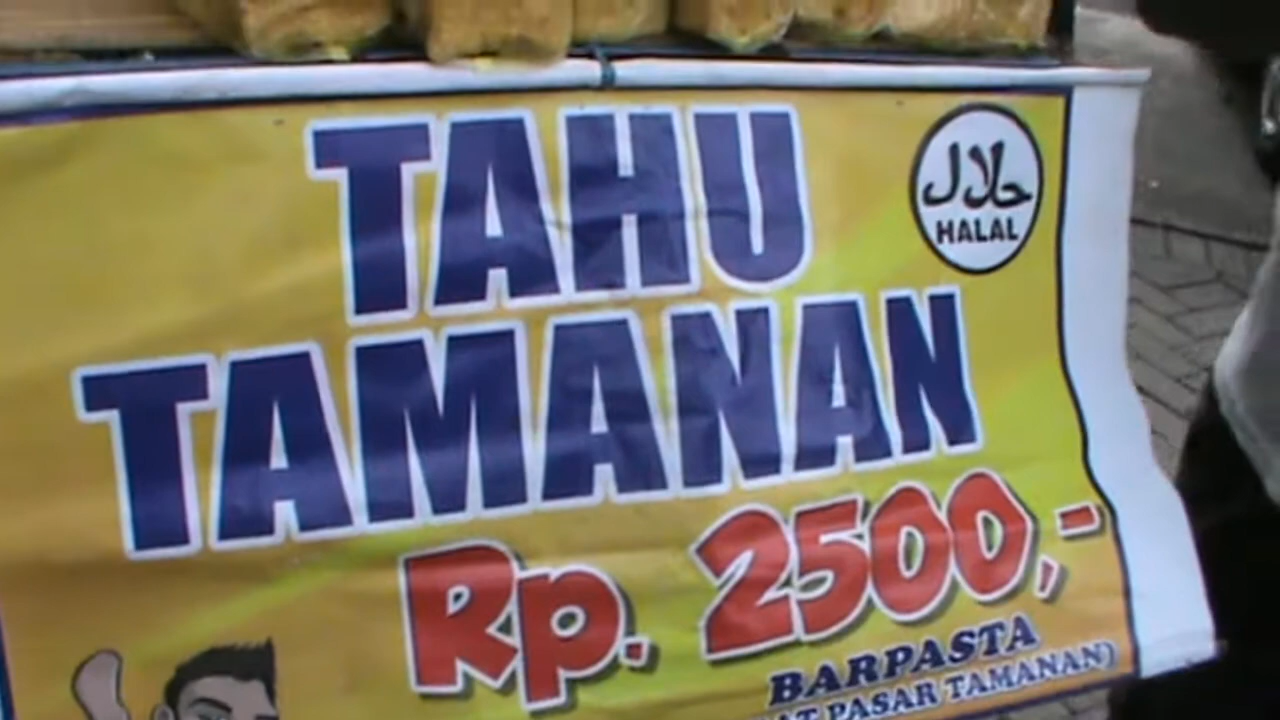 TAHU
حلال
HALAL
TAMANAN
Rp. 2500,-
BARPASTA
PASAR TAMANAN)